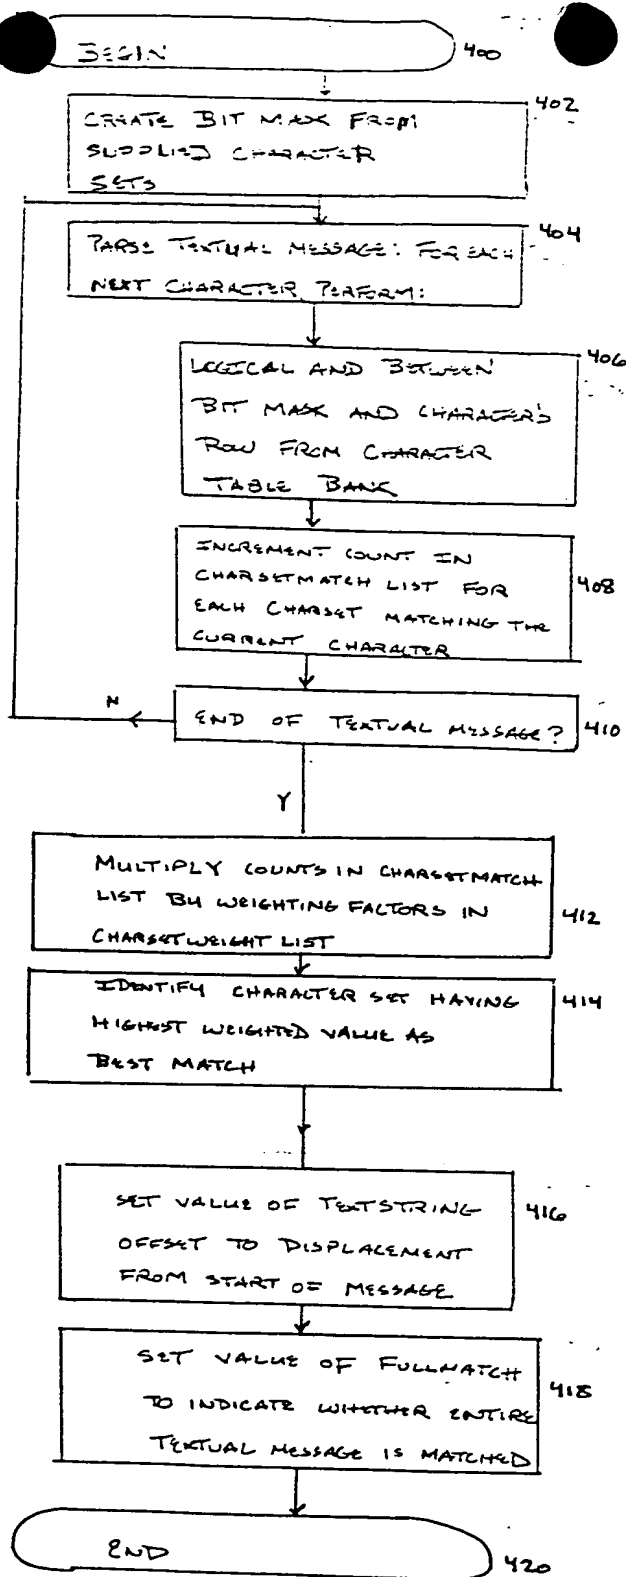 BEGIN
400
402
CREATE BIT MASK FROM
SUPPLIED CHARACTER
SETS
404
PARSE TEXTUAL MESSAGE: FOR EACH
NEXT CHARACTER PERFORM:
406
LOGICAL AND BETWEEN
BIT MASK AND CHARACTER'S
ROW FROM CHARACTER
TABLE BANK
INCREMENT COUNT IN
CHARSETMATCH LIST FOR
408
EACH CHARSET MATCHING THE
CURRENT CHARACTER
N
END OF TEXTUAL MESSAGE?
410
Y
MULTIPLY COUNTS IN CHARSETMATCH
LIST BY WEIGHTING FACTORS IN
412
CHARSETWEIGHT LIST
IDENTIFY CHARACTER SET HAVING
414
HIGHEST WEIGHTED VALUE AS
BEST MATCH
SET VALUE OF TEXTSTRING
416
OFFSET TO DISPLACEMENT
FROM START OF MESSAGE
SET VALUE OF FULLMATCH
418
TO INDICATE WHETHER ENTIRE
TEXTUAL MESSAGE IS MATCHED
END
420